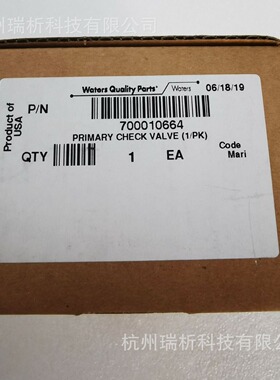 杭州瑞析科技有限公司
Waters Quality Parts
Waters
06/18/19
Product of
USA
P/N
700010664
PRIMARY CHECK VALVE (1/PK)
QTY
1
EA
Code
Mari
杭州瑞析科技有限公司